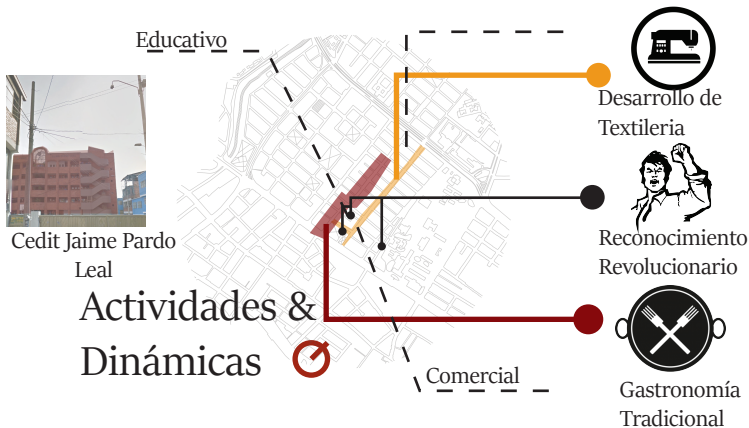 Educativo
Desarrollo de
Textileria
Cedit Jaime Pardo
Leal
Reconocimiento
Revolucionario
Actividades &
Dinámicas
Comercial
Gastronomía
Tradicional